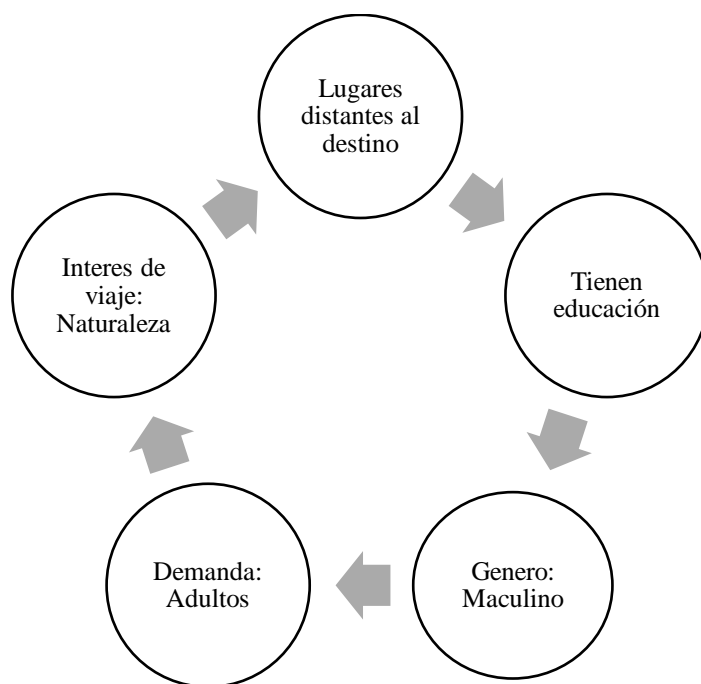 Lugares
distantes al
destino
Tienen
educación
Genero:
Maculino
Demanda:
Adultos
Interes de
viaje:
Naturaleza